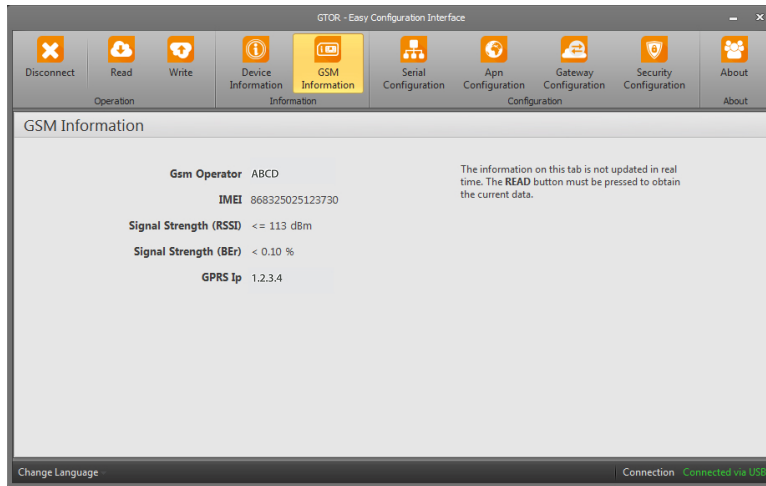 GTOR - Easy Configuration Interface
Disconnect
Read
Write
Operation
Device Information
GSM Information
Information
Serial Configuration
Apn Configuration
Gateway Configuration
Security Configuration
Configuration
About
About
GSM Information
Gsm Operator ABCD
IMEI 868325025123730
Signal Strength (RSSI) <= 113 dBm
Signal Strength (BEr) < 0.10 %
GPRS Ip 1.2.3.4
The information on this tab is not updated in real
time. The READ button must be pressed to obtain
the current data.
Change Language
Connection Connected via USB